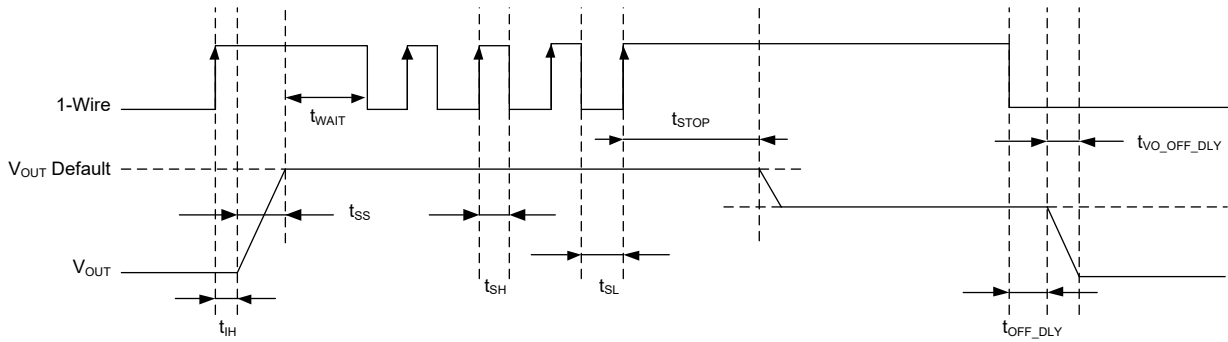 1-Wire
tWAIT
tSTOP
tVO_OFF_DLY
VOUT Default
tSS
VOUT
tSH
tSL
tIH
tOFF_DLY